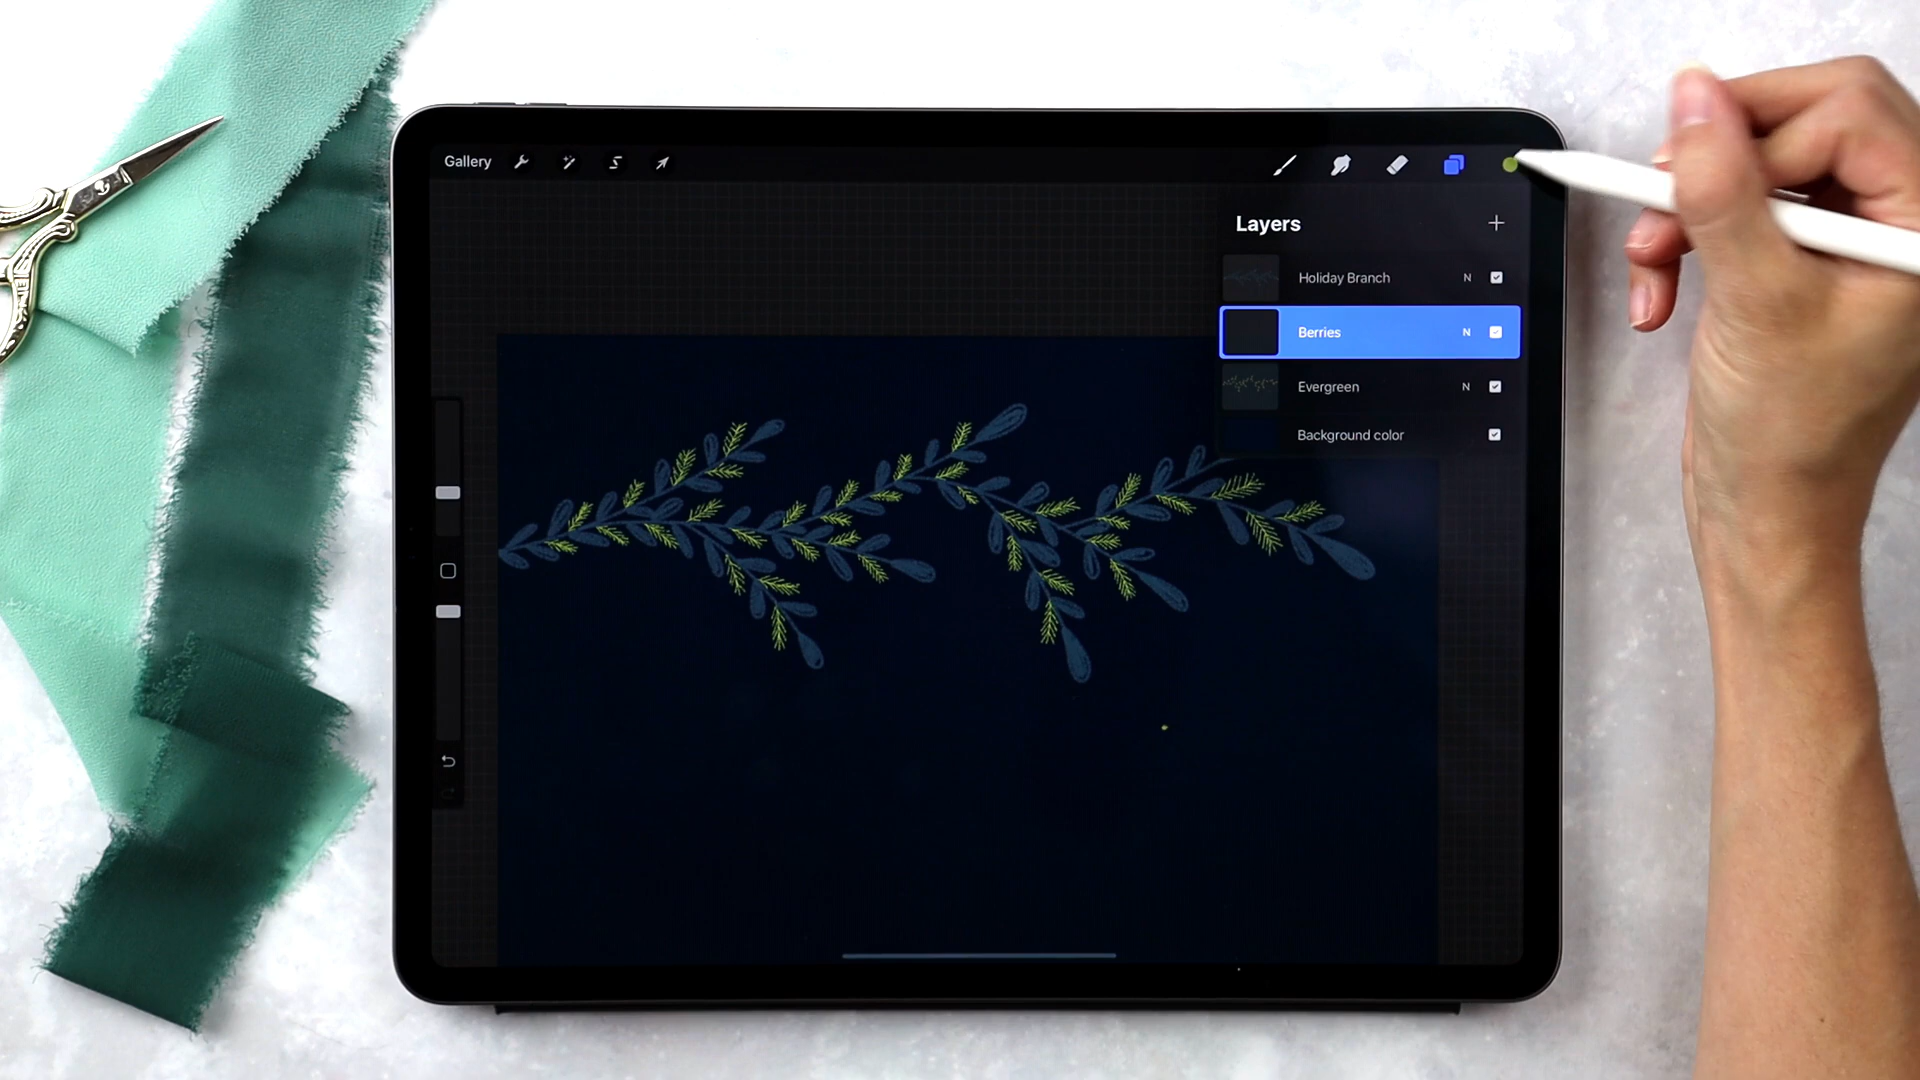 Gallery
Layers
Holiday Branch N
Berries N
Evergreen N
Background color